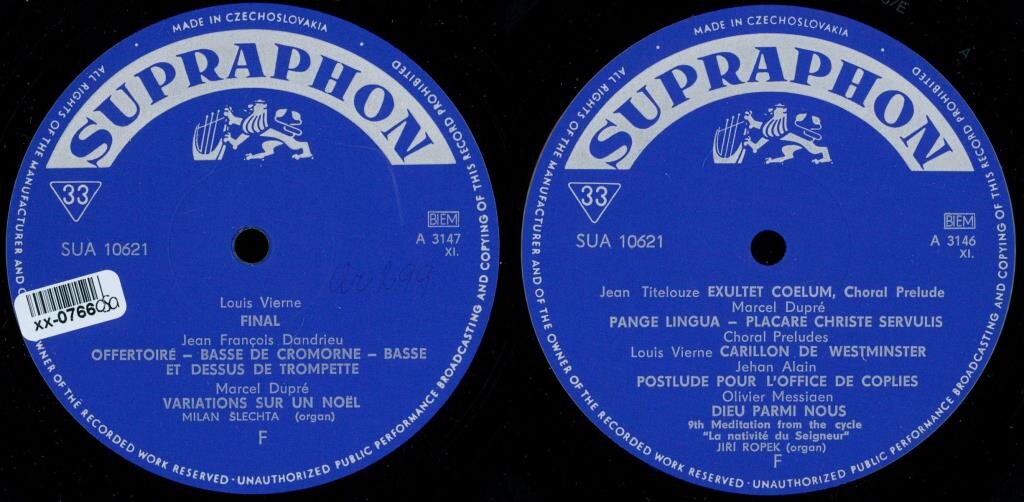 MADE IN CZECHOSLOVAKIA
ALL RIGHTS OF THE MANUFACTURER AND OF THE OWNER OF THE RECORDED WORK RESERVED - UNAUTHORIZED PUBLIC PERFORMANCE BROADCASTING AND COPYING OF THIS RECORD PROHIBITED
SUPRAPHON
33
BIEM
SUA 10621
A 3147
XI.
xx-0766
Louis Vierne
FINAL
Jean François Dandrieu
OFFERTOIRÉ – BASSE DE CROMORNE – BASSE
ET DESSUS DE TROMPETTE
Marcel Dupré
VARIATIONS SUR UN NOËL
MILAN ŠLECHTA (organ)
F
MADE IN CZECHOSLOVAKIA
ALL RIGHTS OF THE MANUFACTURER AND OF THE OWNER OF THE RECORDED WORK RESERVED - UNAUTHORIZED PUBLIC PERFORMANCE BROADCASTING AND COPYING OF THIS RECORD PROHIBITED
SUPRAPHON
33
BIEM
SUA 10621
A 3146
XI.
Jean Titelouze EXULTET COELUM, Choral Prelude
Marcel Dupré
PANGE LINGUA – PLACARE CHRISTE SERVULIS
Choral Preludes
Louis Vierne CARILLON DE WESTMINSTER
Jehan Alain
POSTLUDE POUR L'OFFICE DE COPLIES
Olivier Messiaen
DIEU PARMI NOUS
9th Meditation from the cycle
"La nativité du Seigneur"
JIŘÍ ROPEK (organ)
F